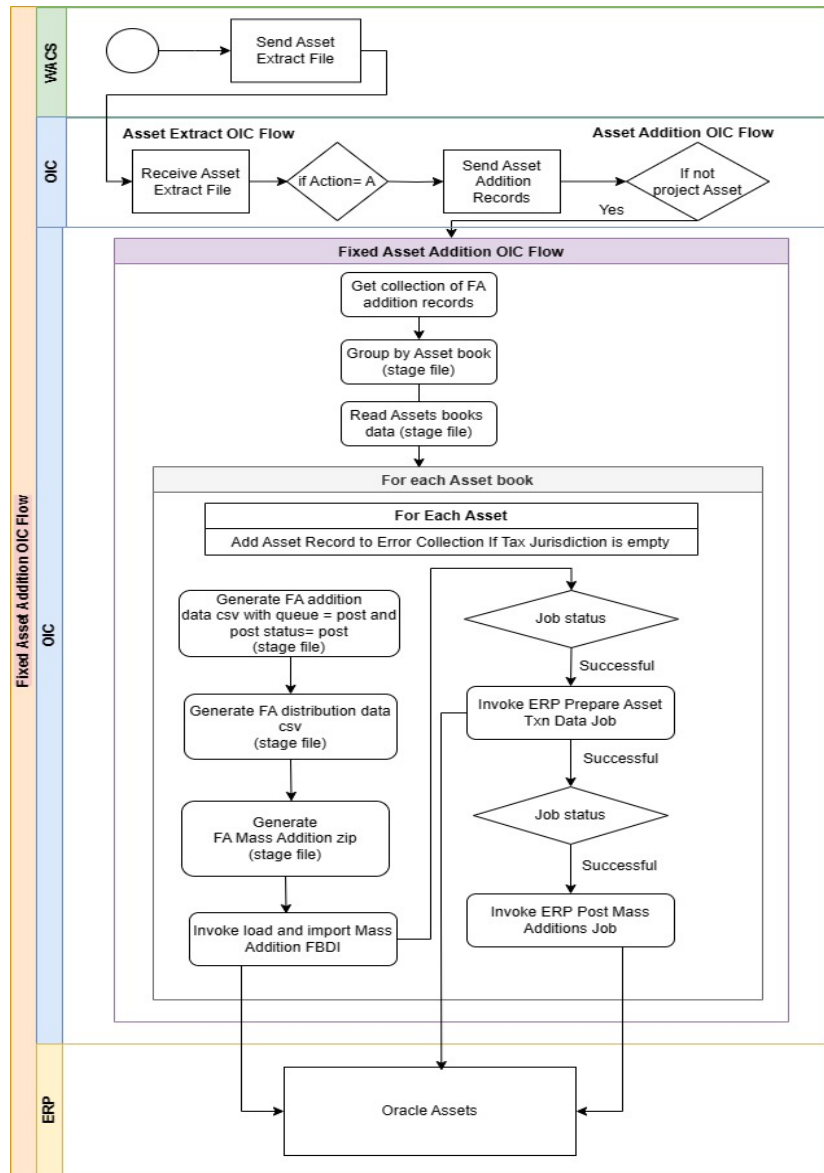 Fixed Asset Addition OIC Flow
WACS
Send Asset
Extract File
OIC
Asset Extract OIC Flow
Asset Addition OIC Flow
Receive Asset
Extract File
if Action= A
Send Asset
Addition
Records
If not
project Asset
Yes
OIC
Fixed Asset Addition OIC Flow
Get collection of FA
addition records
Group by Asset book
(stage file)
Read Assets books
data (stage file)
For each Asset book
For Each Asset
Add Asset Record to Error Collection If Tax Jurisdiction is empty
Generate FA addition
data csv with queue = post and
post status= post
(stage file)
Generate FA distribution data
csv
(stage file)
Generate
FA Mass Addition zip
(stage file)
Invoke load and import Mass
Addition FBDI
Job status
Successful
Invoke ERP Prepare Asset
Txn Data Job
Successful
Job status
Successful
Invoke ERP Post Mass
Additions Job
ERP
Oracle Assets